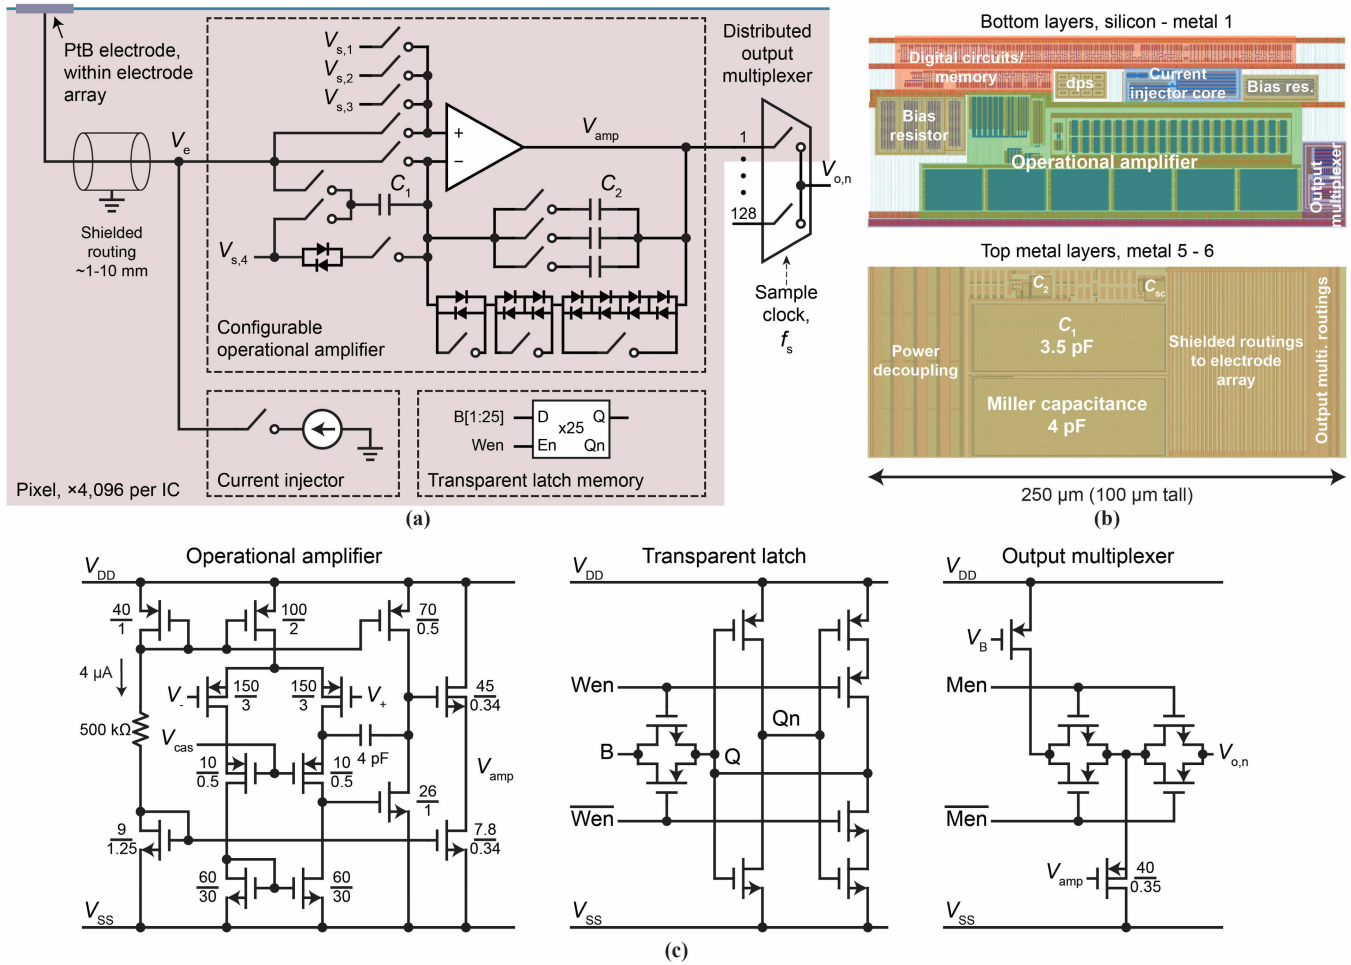 PtB electrode,
within electrode
array
Vs,1
Vs,2
Vs,3
Ve
+
−
Vamp
Distributed
output
multiplexer
1
128
Vo,n
C1
C2
Shielded
routing
~1-10 mm
Vs,4
Sample
clock,
fs
Configurable
operational amplifier
B[1:25]
D
Q
x25
Wen
En
Qn
Current injector
Transparent latch memory
Pixel, ×4,096 per IC
(a)
Bottom layers, silicon - metal 1
Digital circuits/
memory
dps
Current
injector core
Bias res.
Bias
resistor
Operational amplifier
Output
multiplexer
Top metal layers, metal 5 - 6
C2
Csc
C1
3.5 pF
Power
decoupling
Shielded routings
to electrode
array
Miller capacitance
4 pF
Output multi. routings
250 µm (100 µm tall)
(b)
Operational amplifier
VDD
40
1
100
2
70
0.5
4 µA
V-
150
3
150
3
V+
45
0.34
500 kΩ
Vcas
4 pF
10
0.5
10
0.5
Vamp
26
1
9
1.25
7.8
0.34
60
30
60
30
VSS
Transparent latch
VDD
Wen
Qn
B
Q
Wen
VSS
Output multiplexer
VDD
VB
Men
Vo,n
Men
Vamp
40
0.35
VSS
(c)